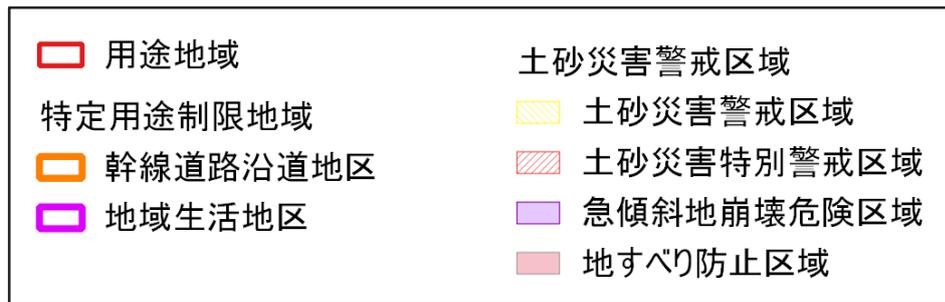 用途地域
特定用途制限地域
幹線道路沿道地区
地域生活地区
土砂災害警戒区域
土砂災害警戒区域
土砂災害特別警戒区域
急傾斜地崩壊危険区域
地すべり防止区域